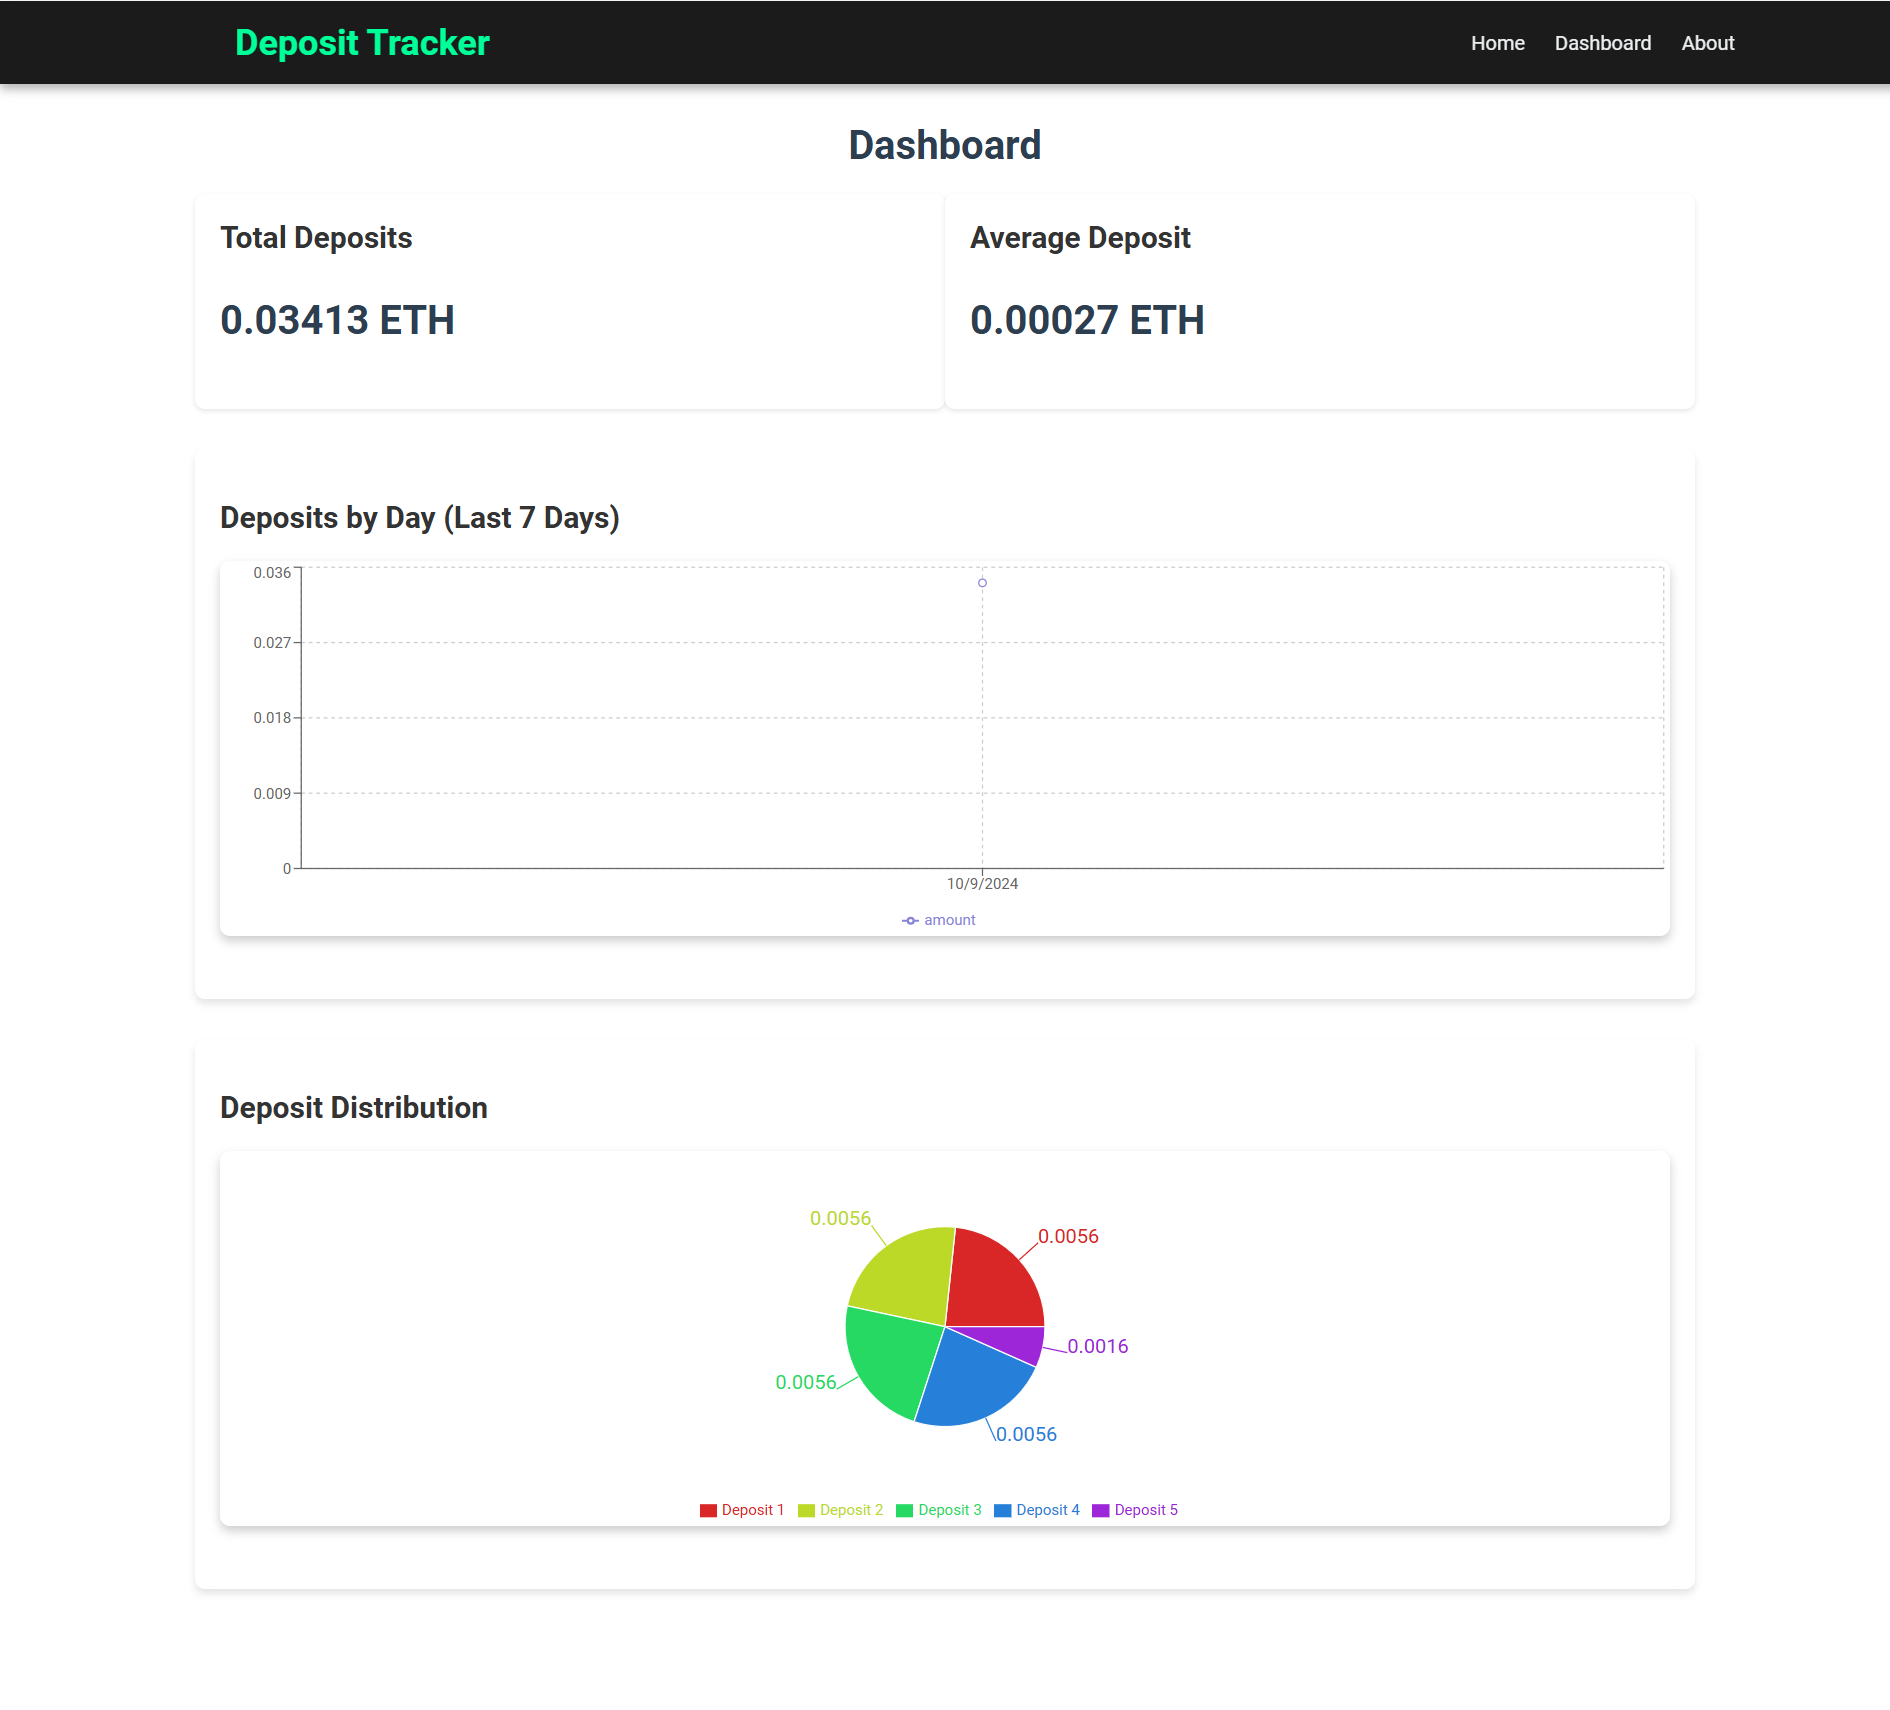 Deposit Tracker
Home Dashboard About
Dashboard
Total Deposits
0.03413 ETH
Average Deposit
0.00027 ETH
Deposits by Day (Last 7 Days)
0.036
0.027
0.018
0.009
0
10/9/2024
amount
Deposit Distribution
0.0056
0.0056
0.0016
0.0056
0.0056
Deposit 1 Deposit 2 Deposit 3 Deposit 4 Deposit 5